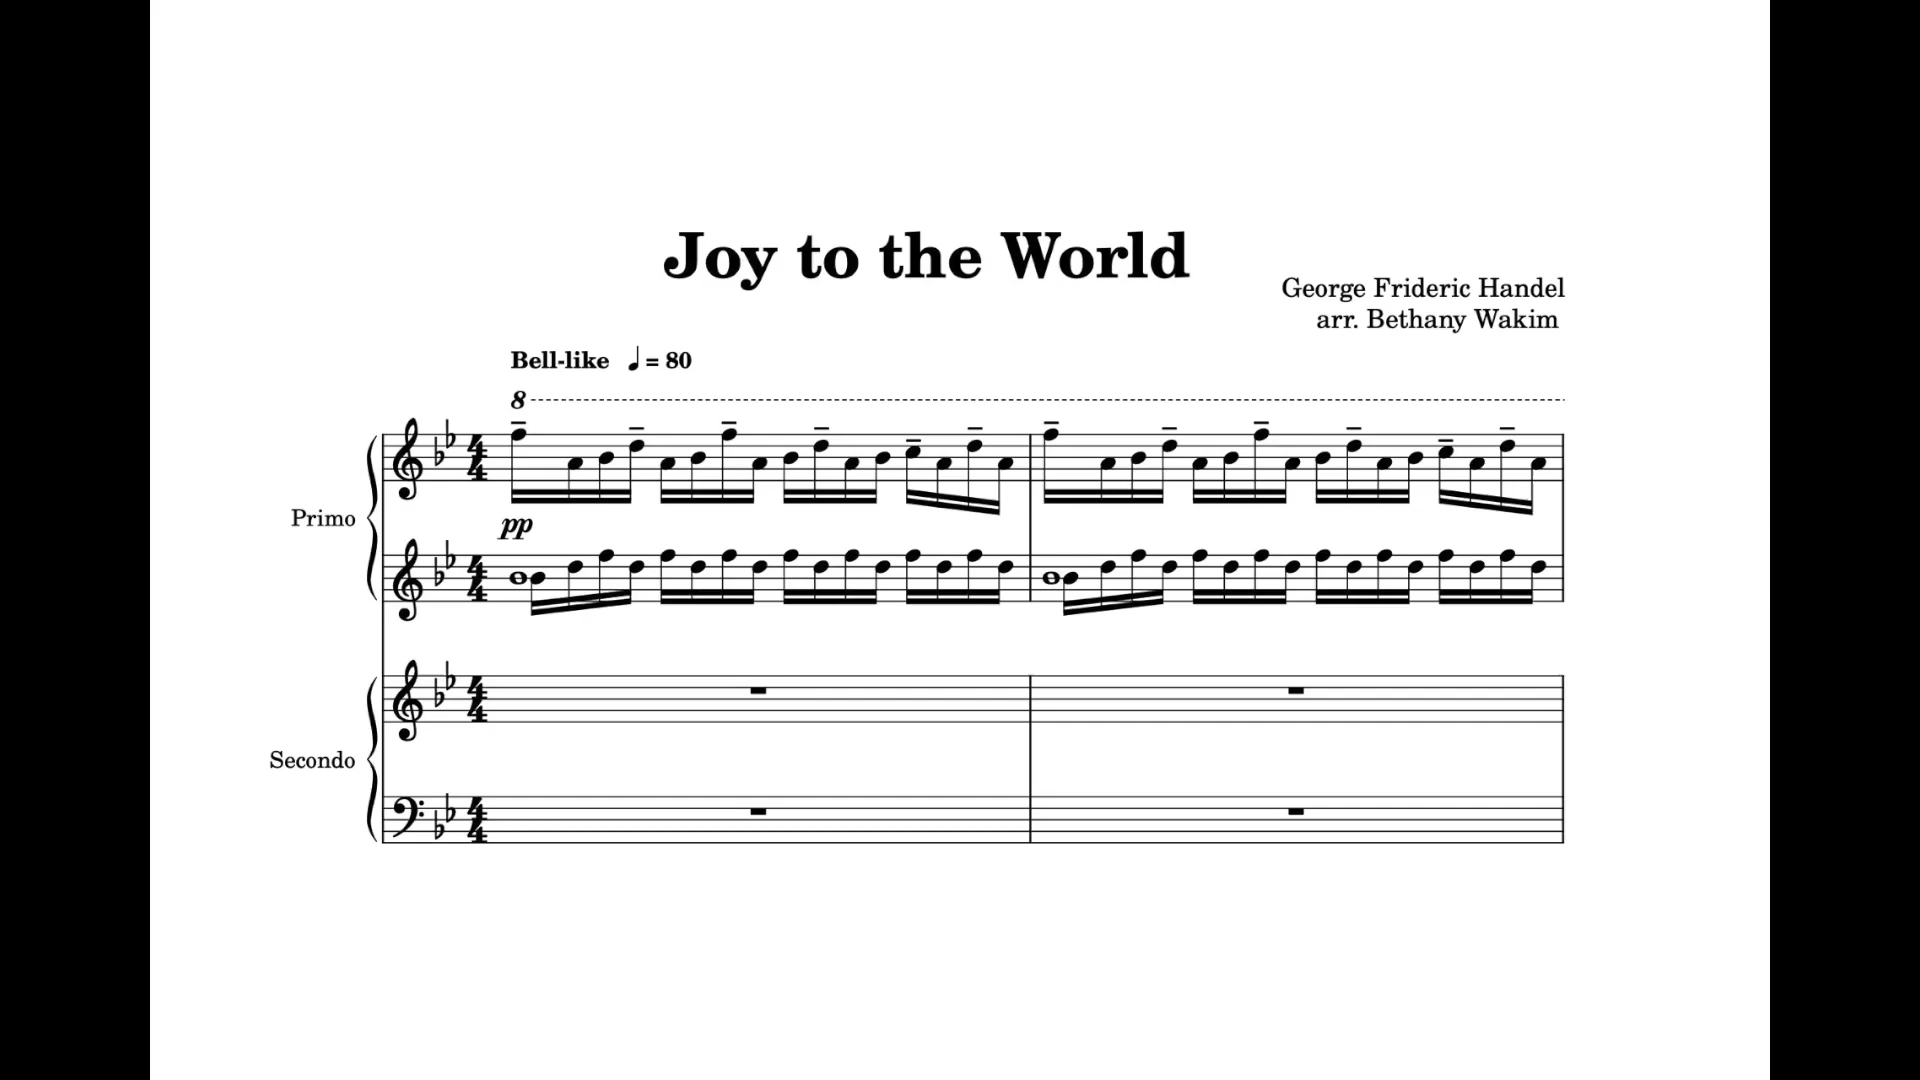 Joy to the World
George Frideric Handel
arr. Bethany Wakim
Bell-like ♩ = 80
8
Primo
pp
Secondo